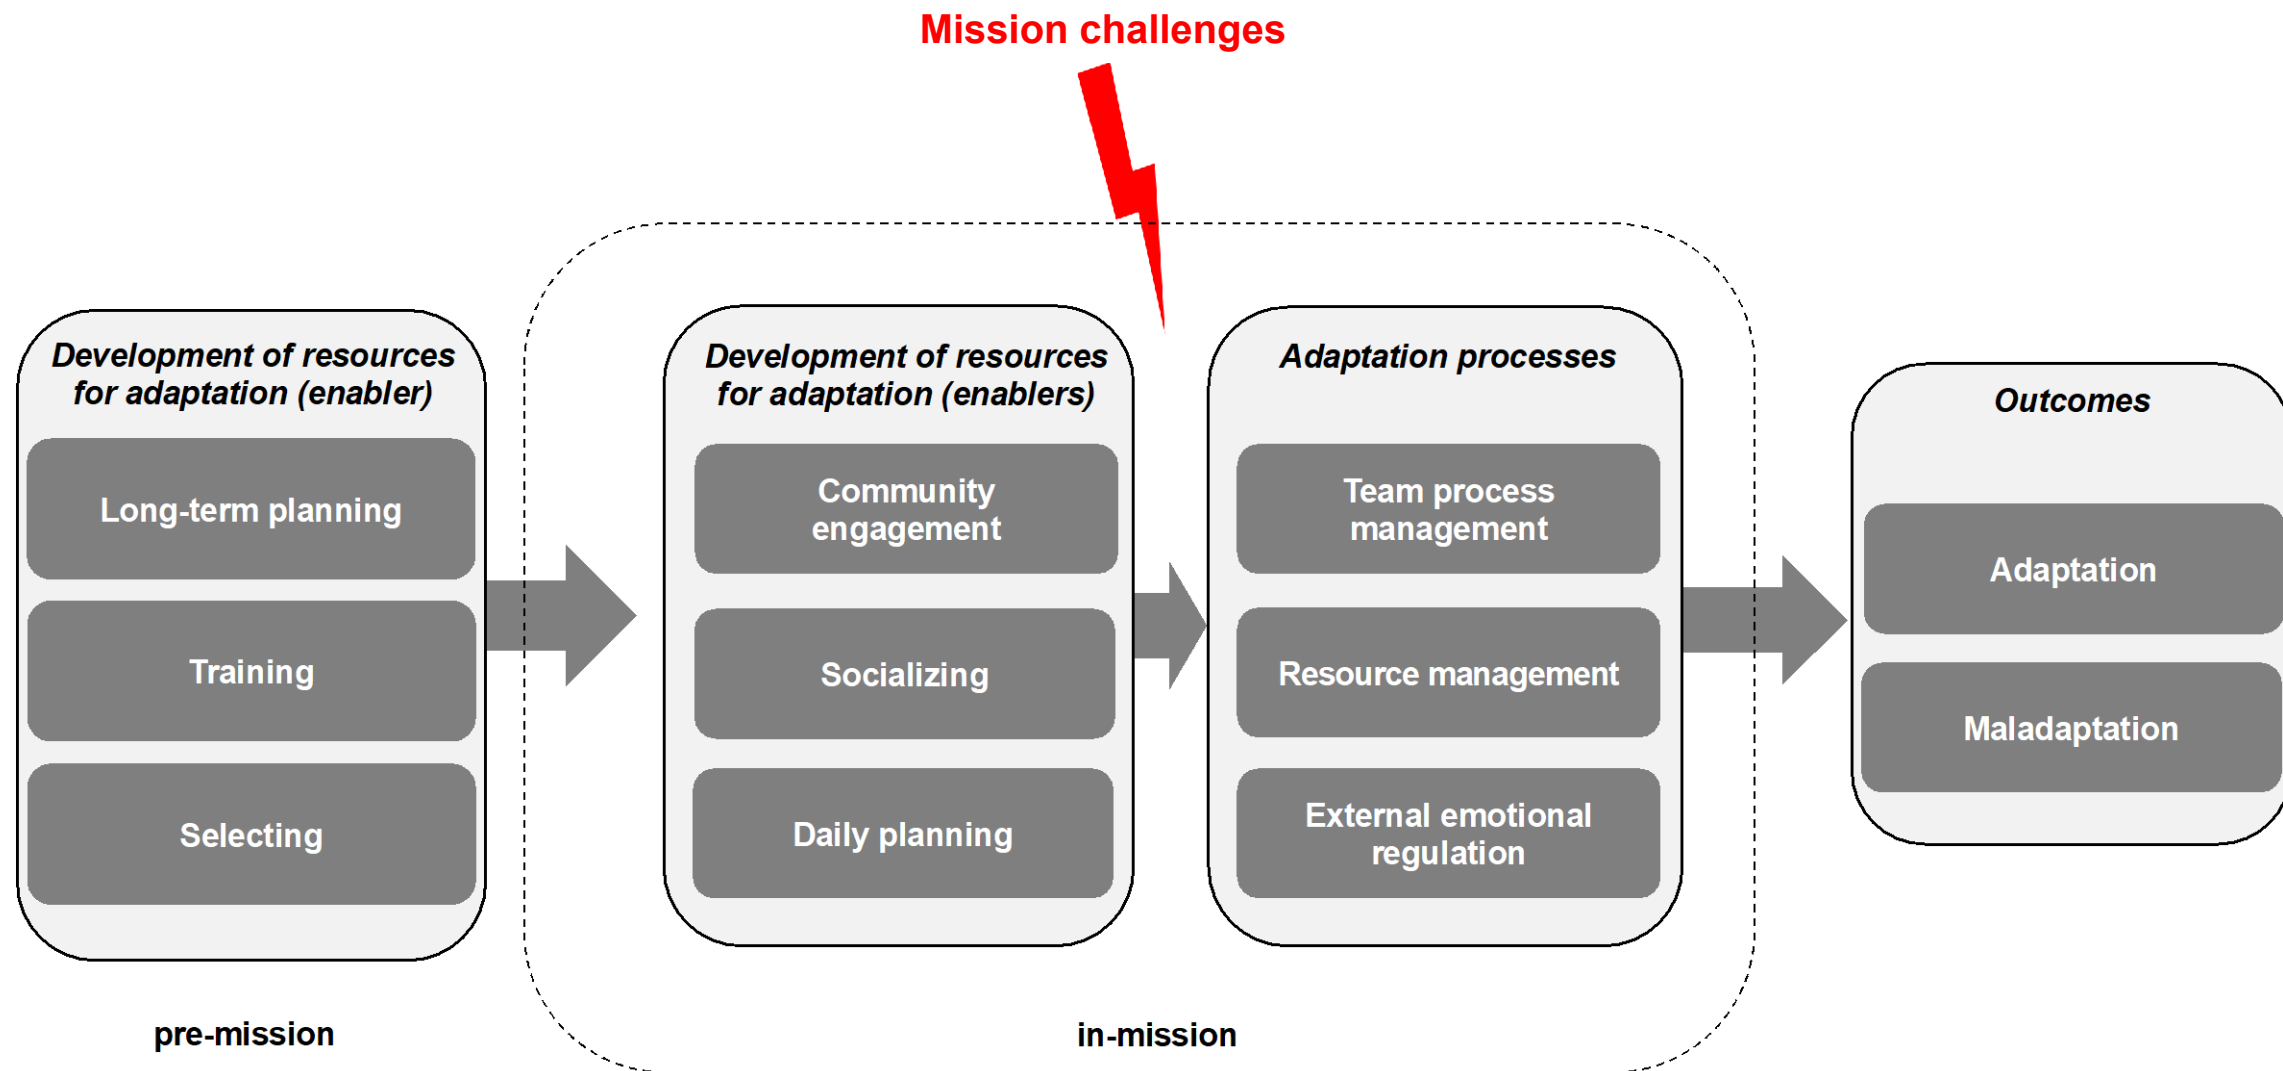 Mission challenges
Development of resources
for adaptation (enabler)
Long-term planning
Training
Selecting
pre-mission
Development of resources
for adaptation (enablers)
Community
engagement
Socializing
Daily planning
Adaptation processes
Team process
management
Resource management
External emotional
regulation
in-mission
Outcomes
Adaptation
Maladaptation